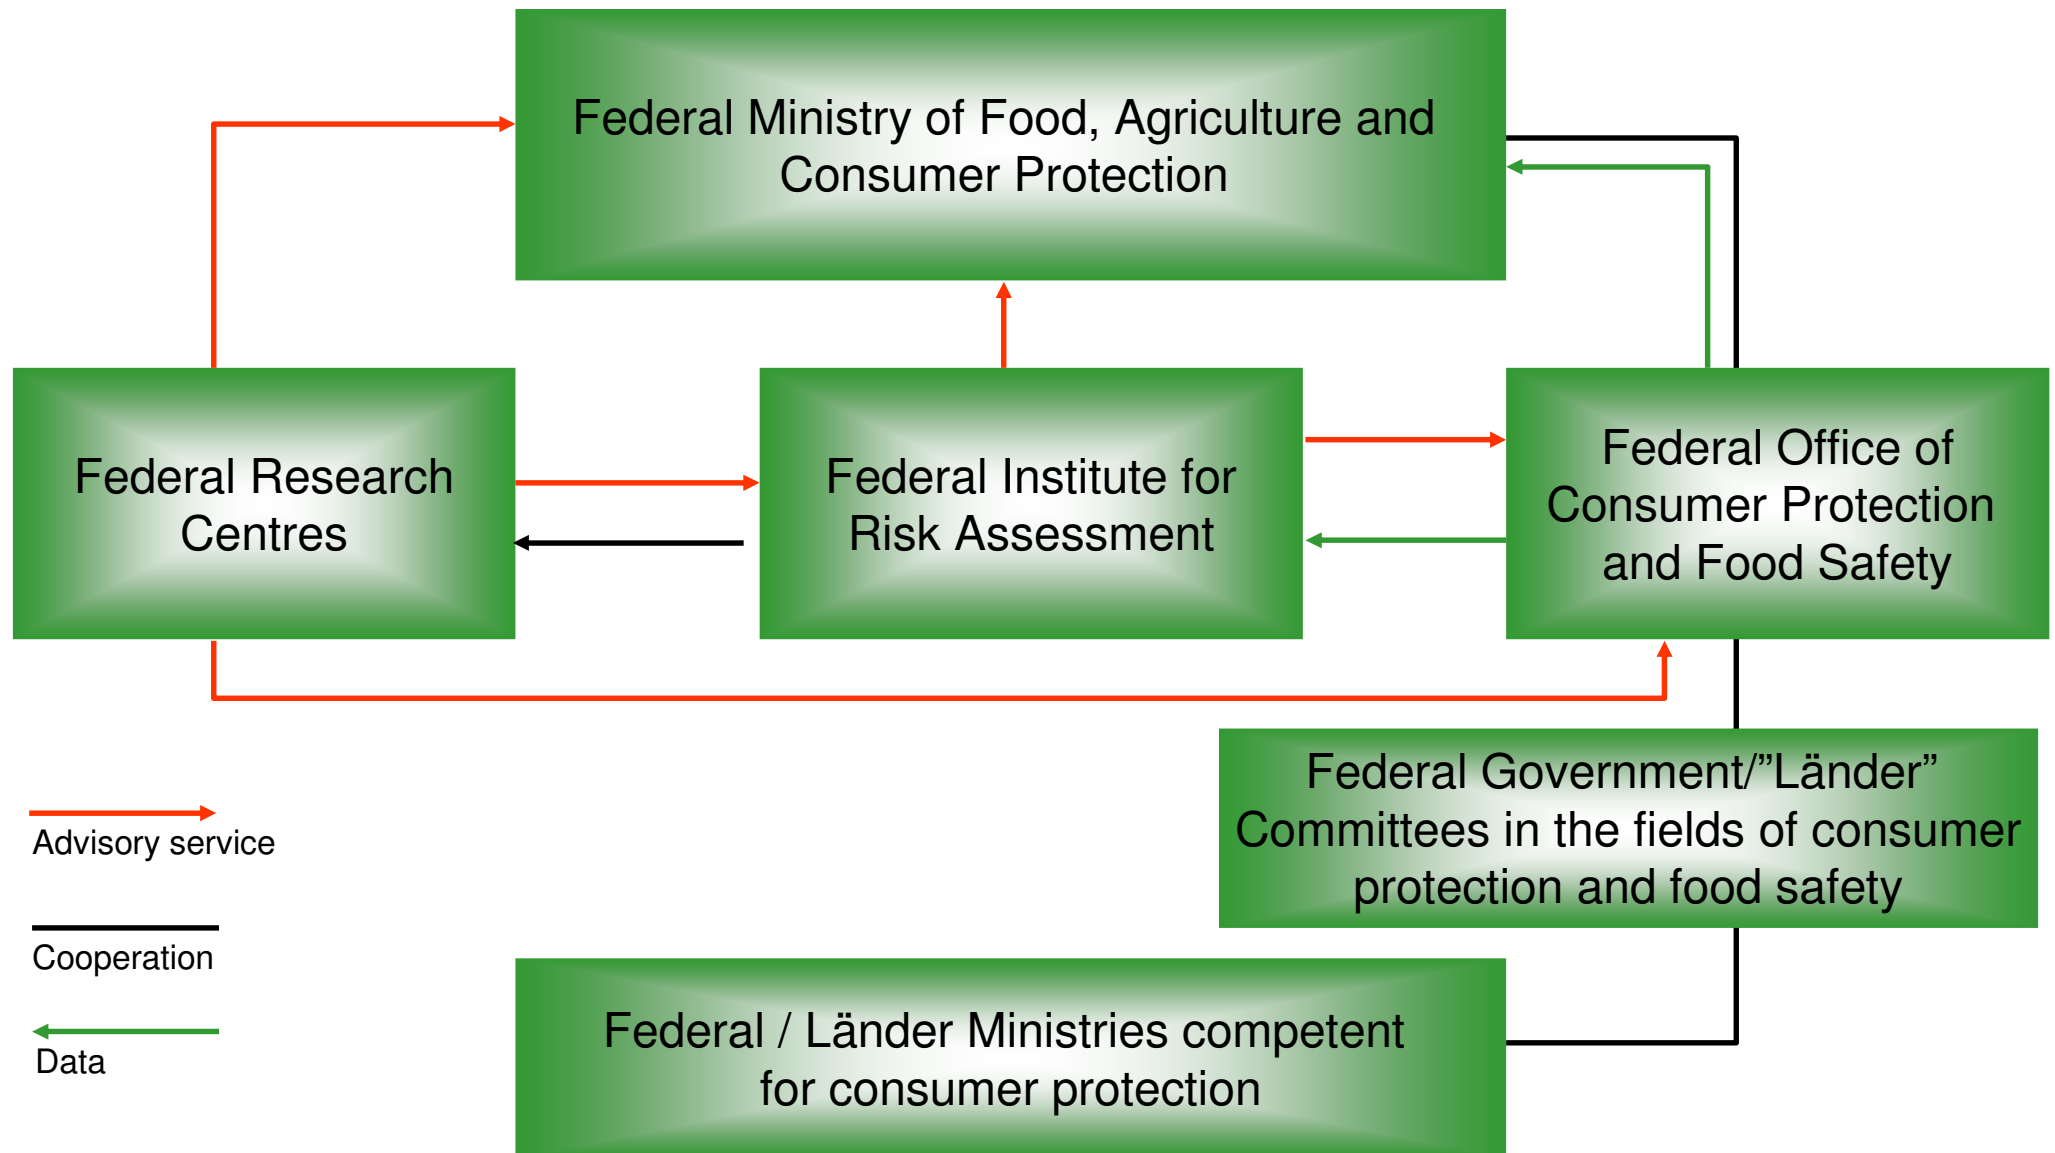 Federal Ministry of Food, Agriculture and
Consumer Protection
Federal Research
Centres
Federal Institute for
Risk Assessment
Federal Office of
Consumer Protection
and Food Safety
Federal Government/”Länder”
Committees in the fields of consumer
protection and food safety
Advisory service
Cooperation
Data
Federal / Länder Ministries competent
for consumer protection